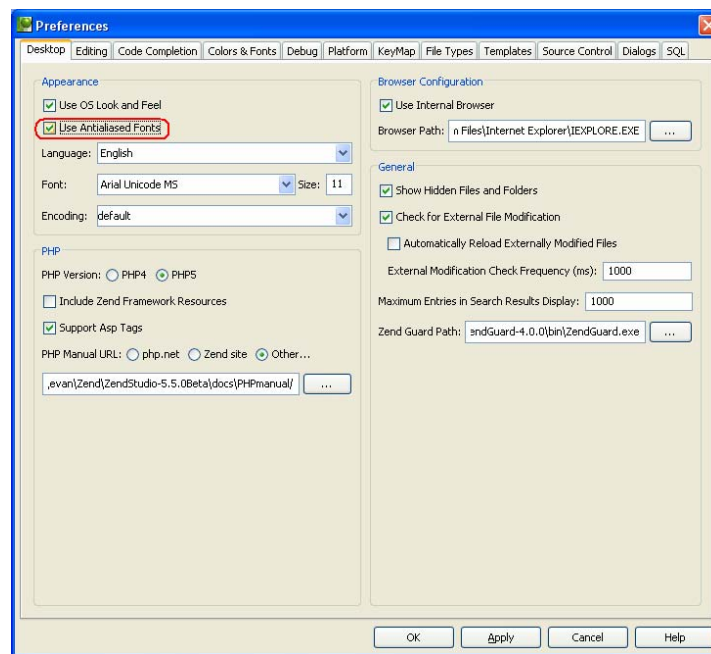 Preferences
Desktop Editing Code Completion Colors & Fonts Debug Platform KeyMap File Types Templates Source Control Dialogs SQL
Appearance
Use OS Look and Feel
Use Antialiased Fonts
Language: English
Font: Arial Unicode MS Size: 11
Encoding: default
PHP
PHP Version: PHP4 PHP5
Include Zend Framework Resources
Support Asp Tags
PHP Manual URL: php.net Zend site Other...
,evan\Zend\ZendStudio-5.5.0Beta\docs\PHPmanual/ ...
Browser Configuration
Use Internal Browser
Browser Path: n Files\Internet Explorer\IEXPLORE.EXE ...
General
Show Hidden Files and Folders
Check for External File Modification
Automatically Reload Externally Modified Files
External Modification Check Frequency (ms): 1000
Maximum Entries in Search Results Display: 1000
Zend Guard Path: endGuard-4.0.0\bin\ZendGuard.exe ...
OK Apply Cancel Help